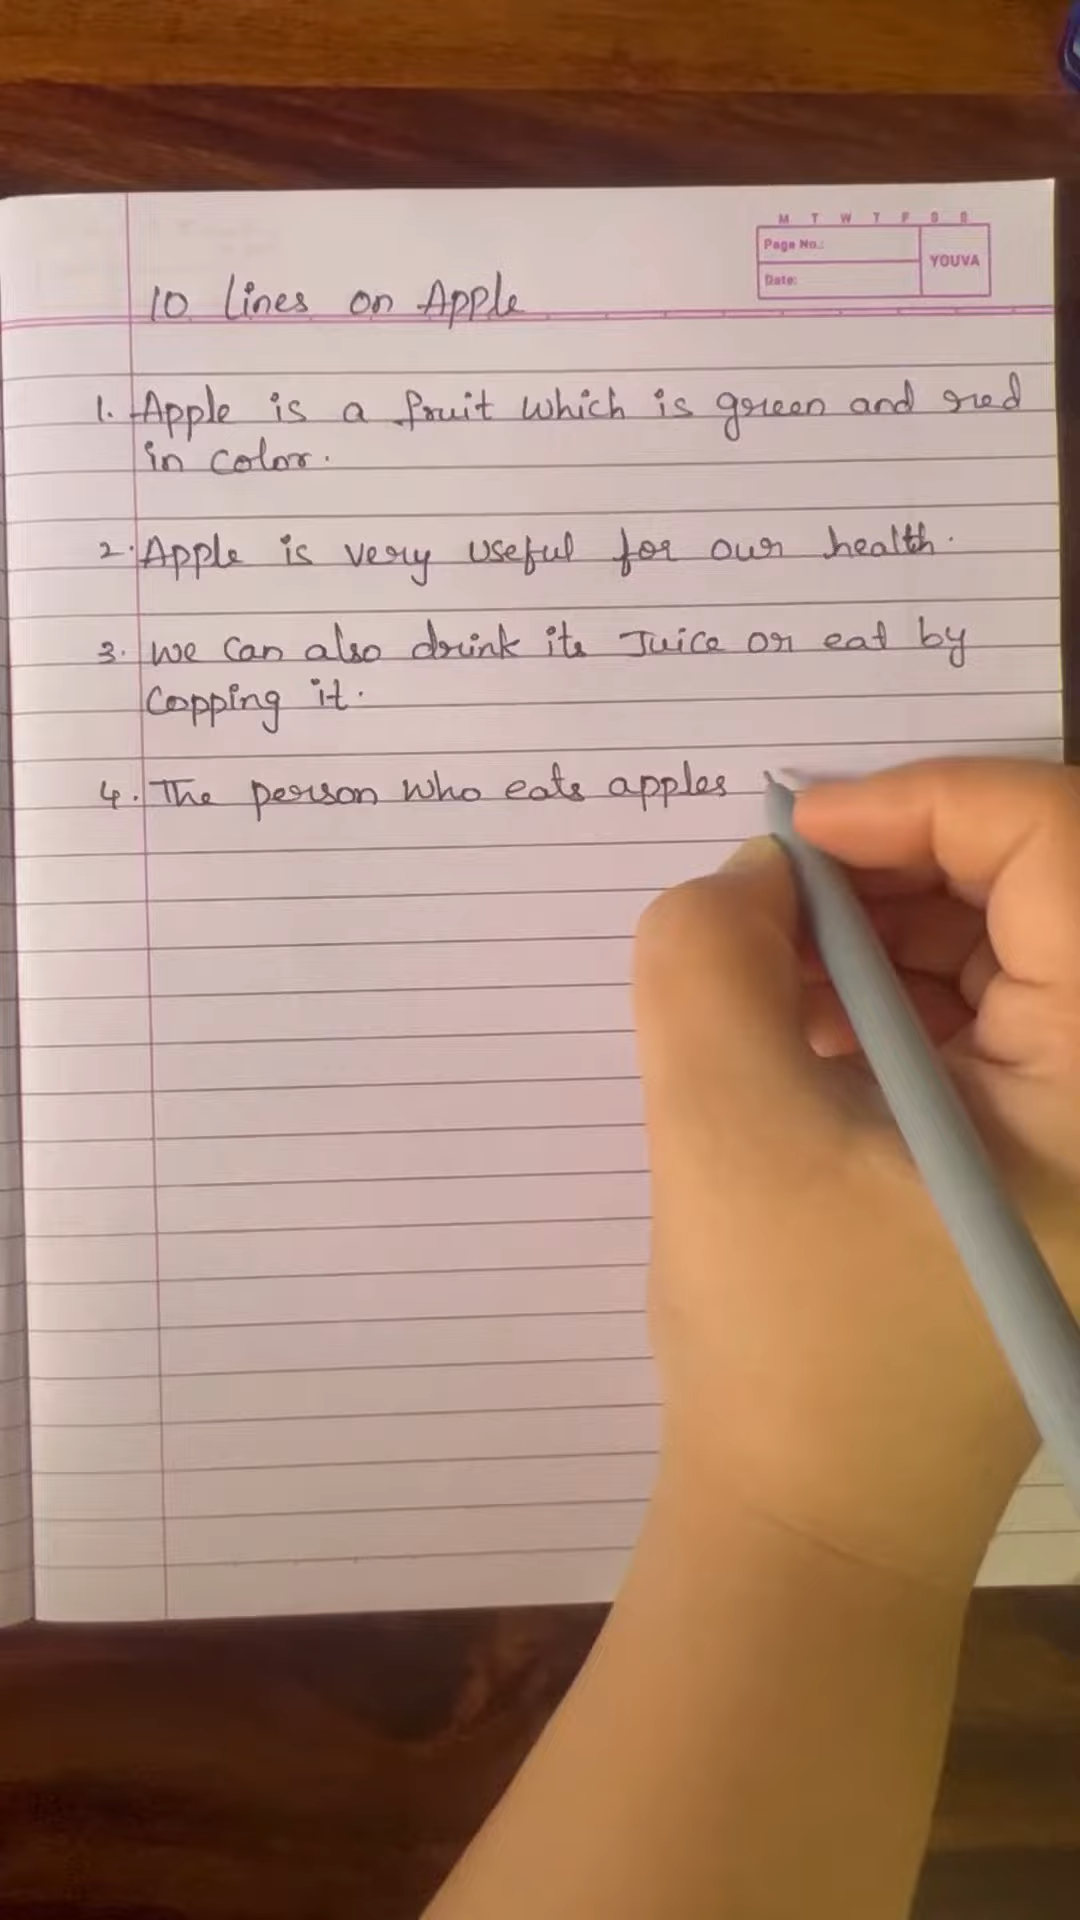 M T W T F S S
Page No.:
YOUVA
Date:
10 lines on Apple
1. Apple is a fruit which is green and red
in color.
2. Apple is very useful for our health.
3. we can also drink its Juice or eat by
Copping it.
4. The person who eats apples